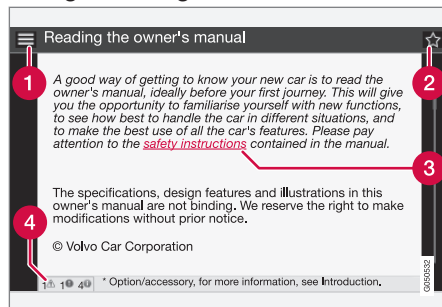 Reading the owner's manual
1
2
A good way of getting to know your new car is to read the
owner's manual, ideally before your first journey. This will give
you the opportunity to familiarise yourself with new functions,
to see how best to handle the car in different situations, and
to make the best use of all the car's features. Please pay
attention to the safety instructions contained in the manual.
3
The specifications, design features and illustrations in this
owner's manual are not binding. We reserve the right to make
modifications without prior notice.
4
© Volvo Car Corporation
1 1 4 * Option/accessory, for more information, see Introduction.
G050532